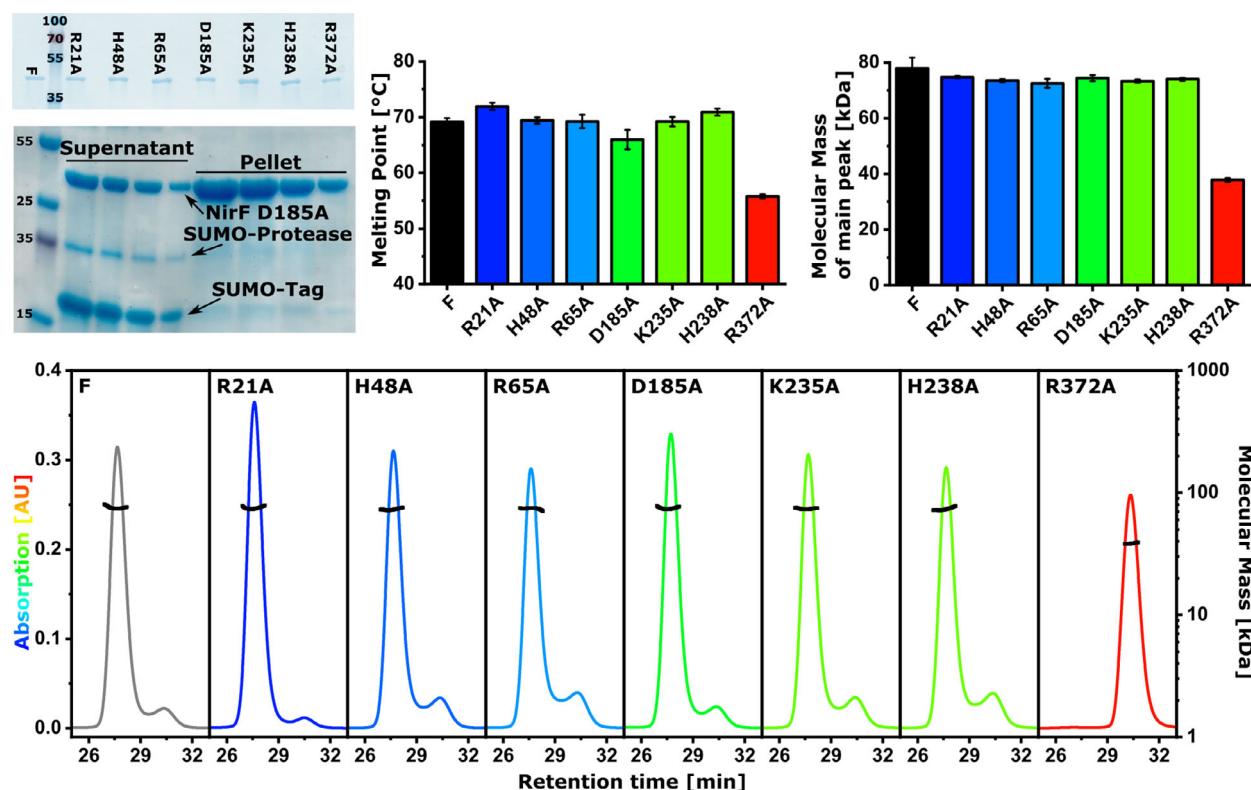 100
70
55
35
F
R21A
H48A
R65A
D185A
K235A
H238A
R372A
55
25
35
15
Supernatant
Pellet
NirF D185A
SUMO-Protease
SUMO-Tag
Melting Point [°C]
80
70
60
50
40
F
R21A
H48A
R65A
D185A
K235A
H238A
R372A
Molecular Mass
of main peak [kDa]
80
60
40
20
0
F
R21A
H48A
R65A
D185A
K235A
H238A
R372A
Absorption [AU]
0.4
0.3
0.2
0.1
0.0
F
R21A
H48A
R65A
D185A
K235A
H238A
R372A
1000
100
10
1
Molecular Mass [kDa]
26 29 32 26 29 32 26 29 32 26 29 32 26 29 32 26 29 32 26 29 32 26 29 32
Retention time [min]